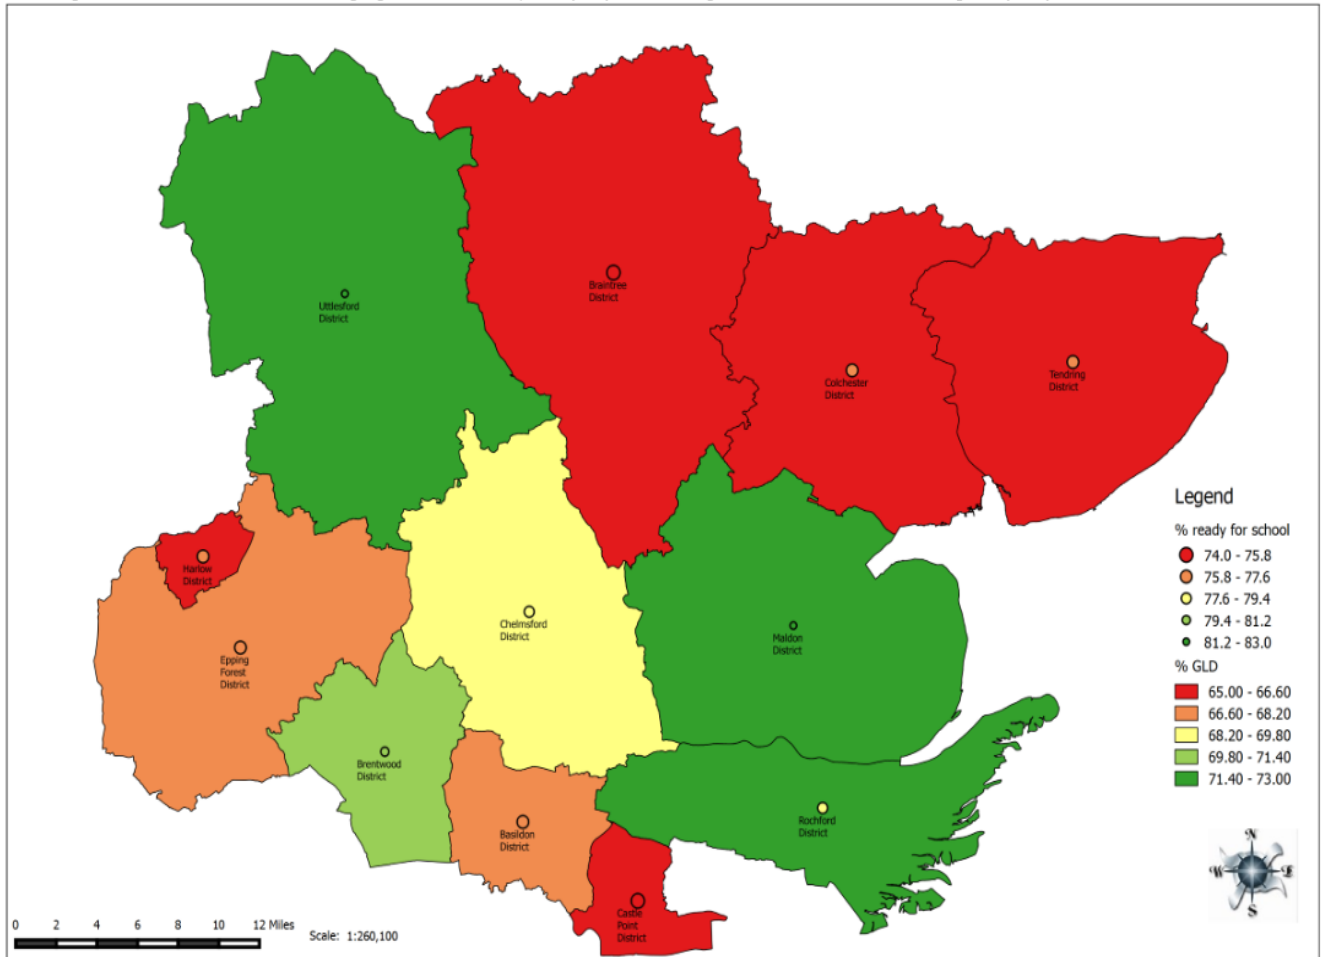 Uttlesford
District
Braintree
District
Colchester
District
Tendring
District
Harlow
District
Epping
Forest
District
Chelmsford
District
Maldon
District
Brentwood
District
Basildon
District
Rochford
District
Castle
Point
District
Legend
% ready for school
74.0 - 75.8
75.8 - 77.6
77.6 - 79.4
79.4 - 81.2
81.2 - 83.0
% GLD
65.00 - 66.60
66.60 - 68.20
68.20 - 69.80
69.80 - 71.40
71.40 - 73.00
N
W E
S
0 2 4 6 8 10 12 Miles
Scale: 1:260,100